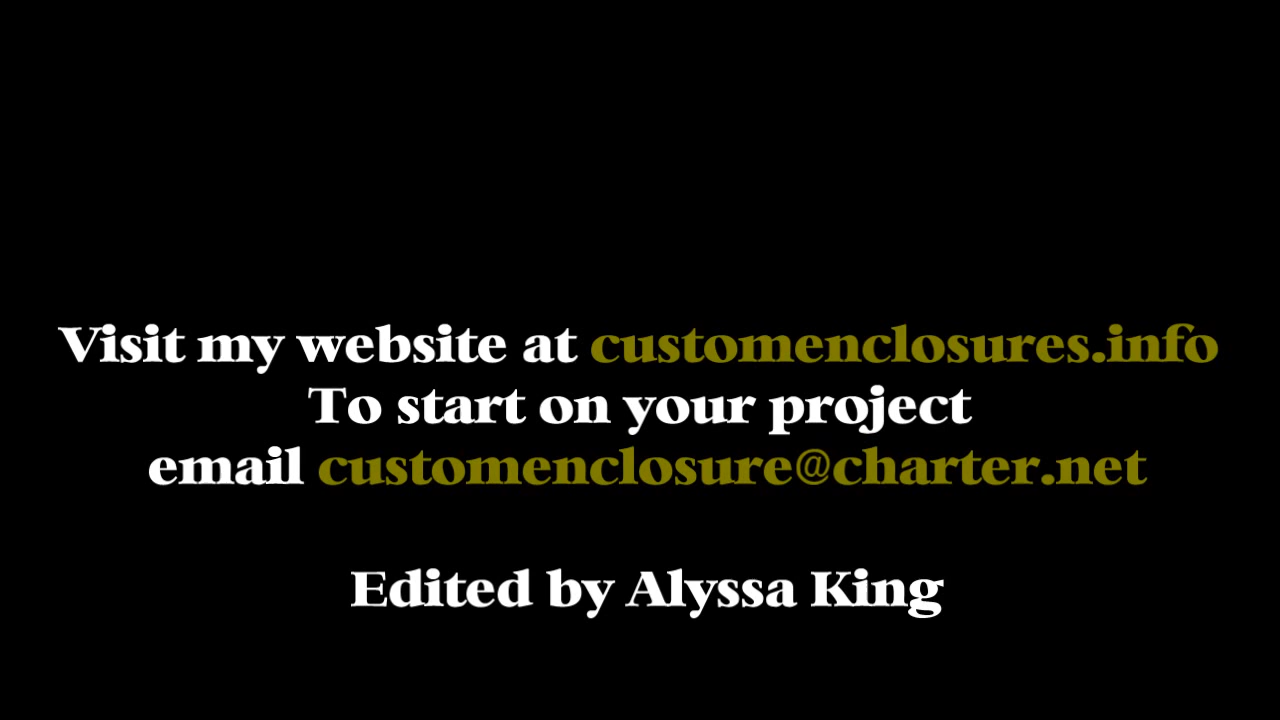 Visit my website at customenclosures.info
To start on your project
email customenclosure@charter.net
Edited by Alyssa King